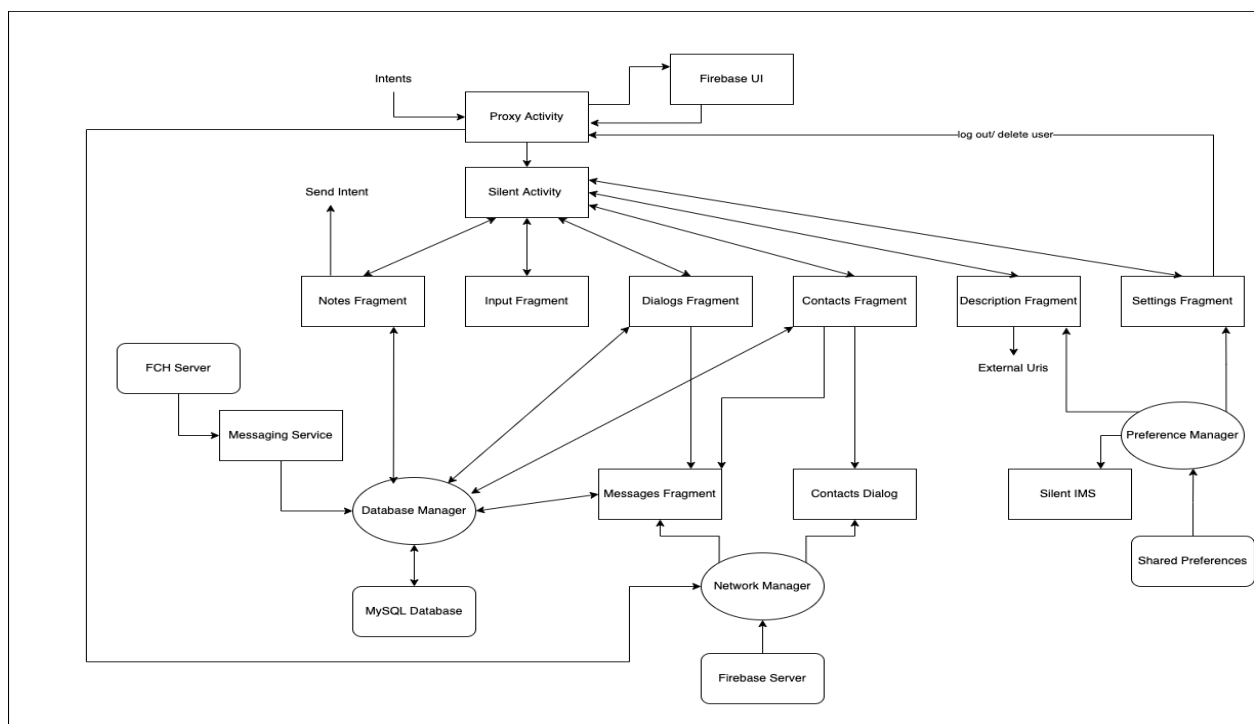 Intents
Firebase UI
Proxy Activity
log out/ delete user
Send Intent
Silent Activity
Notes Fragment
Input Fragment
Dialogs Fragment
Contacts Fragment
Description Fragment
Settings Fragment
FCH Server
External Uris
Messaging Service
Preference Manager
Database Manager
Messages Fragment
Contacts Dialog
Silent IMS
Shared Preferences
Network Manager
MySQL Database
Firebase Server